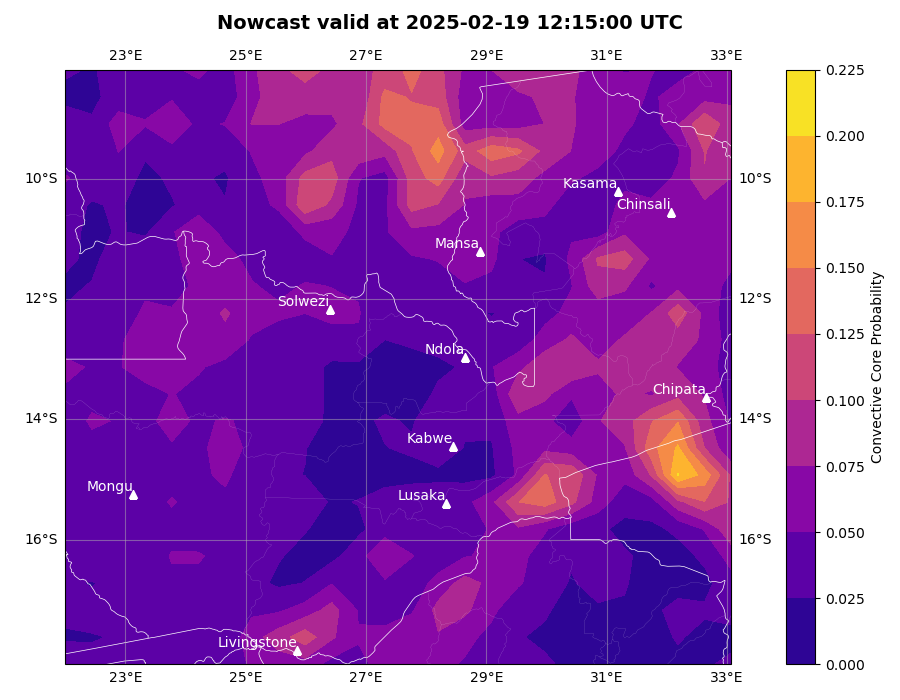 Nowcast valid at 2025-02-19 12:15:00 UTC
23°E 25°E 27°E 29°E 31°E 33°E
0.225
0.200
10°S Kasama 10°S
Chinsali
0.175
Mansa
0.150
12°S Solwezi 12°S
0.125
Ndola
Convective Core Probability
0.100
Chipata
14°S 14°S
Kabwe
0.075
Mongu Lusaka
0.050
16°S 16°S
0.025
Livingstone
0.000
23°E 25°E 27°E 29°E 31°E 33°E